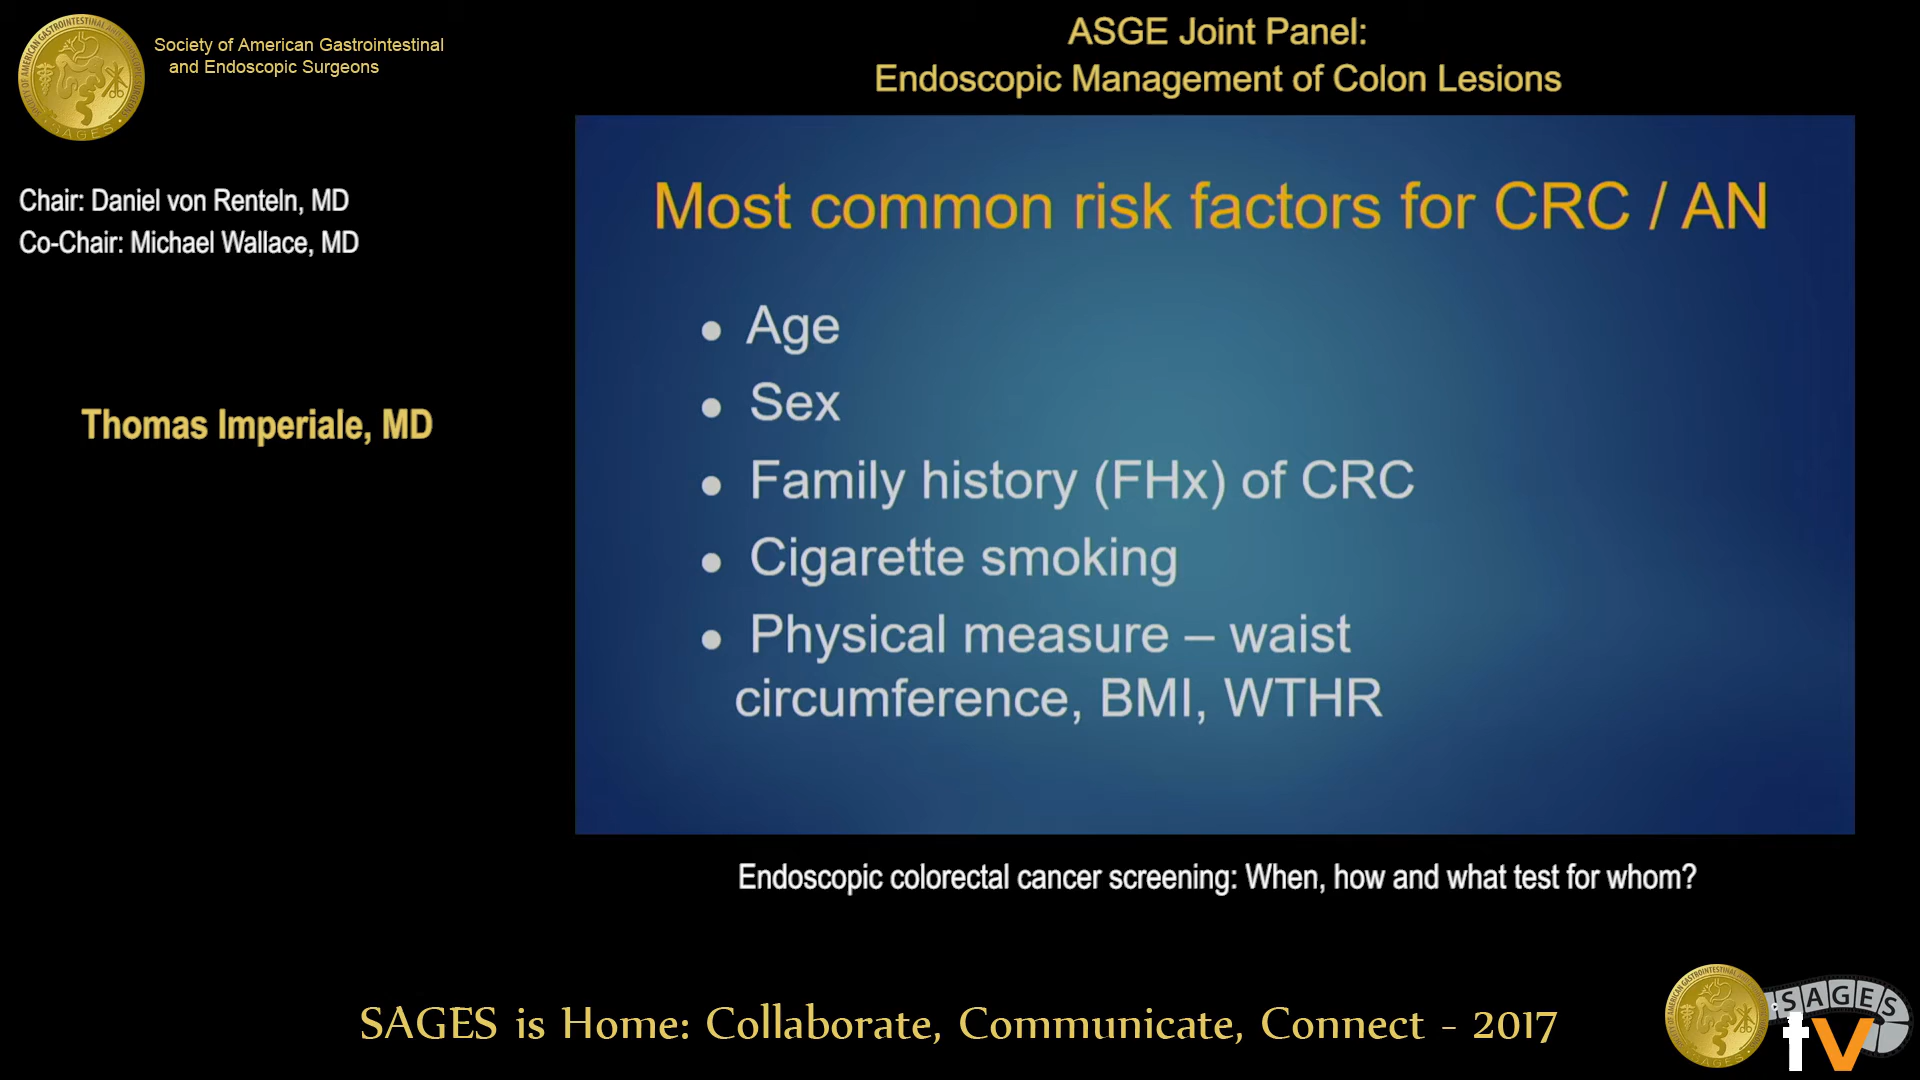 Society of American Gastrointestinal
and Endoscopic Surgeons
ASGE Joint Panel:
Endoscopic Management of Colon Lesions
Chair: Daniel von Renteln, MD
Co-Chair: Michael Wallace, MD
Thomas Imperiale, MD
Most common risk factors for CRC / AN
● Age
● Sex
● Family history (FHx) of CRC
● Cigarette smoking
● Physical measure – waist
circumference, BMI, WTHR
Endoscopic colorectal cancer screening: When, how and what test for whom?
SAGES is Home: Collaborate, Communicate, Connect - 2017
SAGES
tv